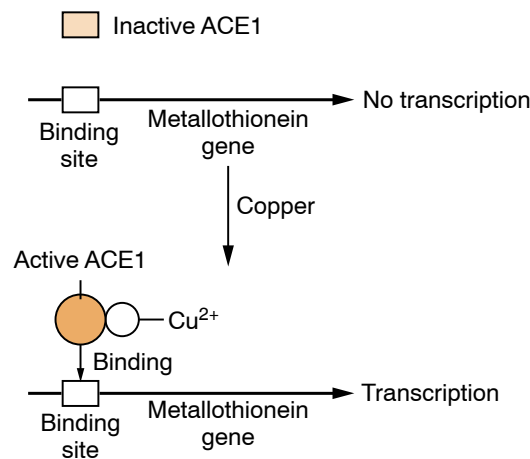 Inactive ACE1
No transcription
Binding
site
Metallothionein
gene
Copper
Active ACE1
Cu²⁺
Binding
Transcription
Binding
site
Metallothionein
gene